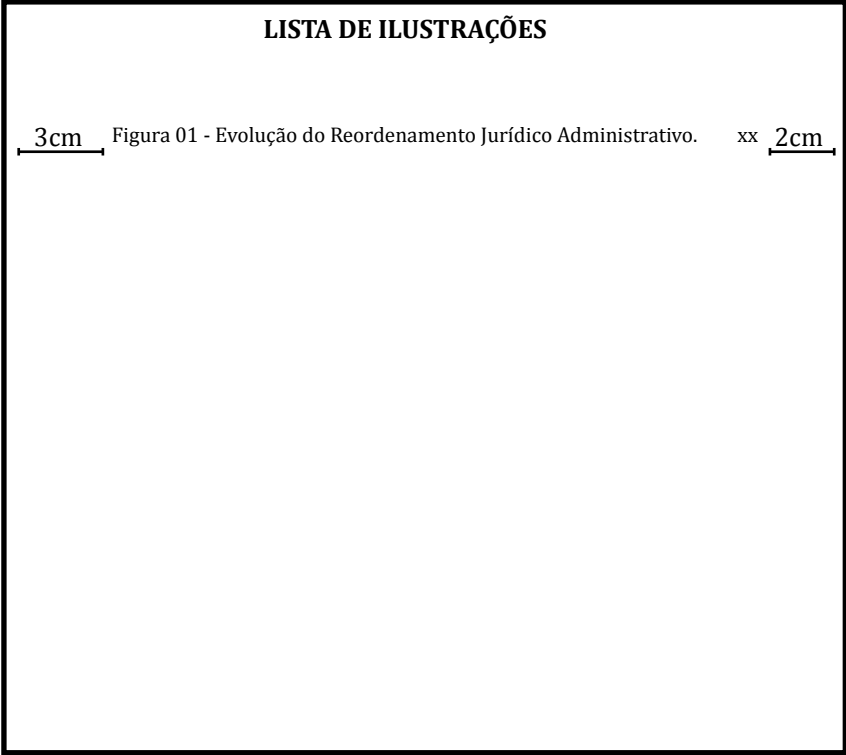 LISTA DE ILUSTRAÇÕES
3cm Figura 01 - Evolução do Reordenamento Jurídico Administrativo. xx 2cm